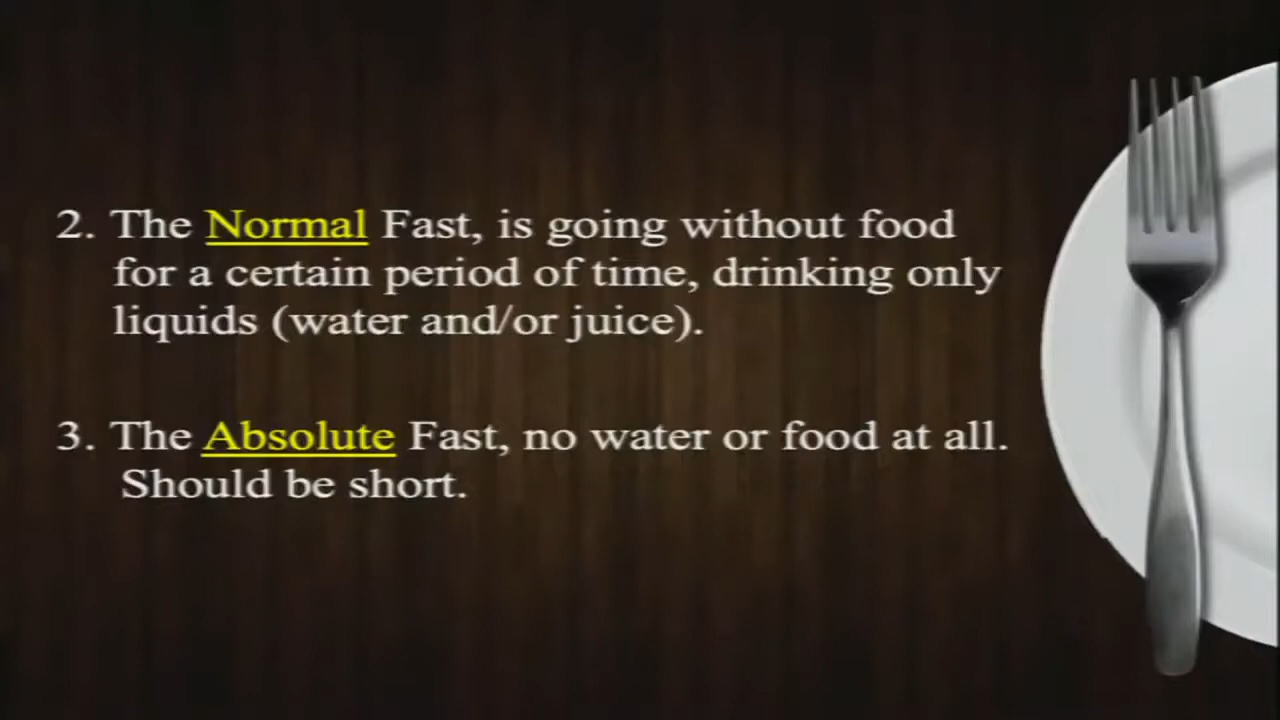 2. The Normal Fast, is going without food
for a certain period of time, drinking only
liquids (water and/or juice).
3. The Absolute Fast, no water or food at all.
Should be short.